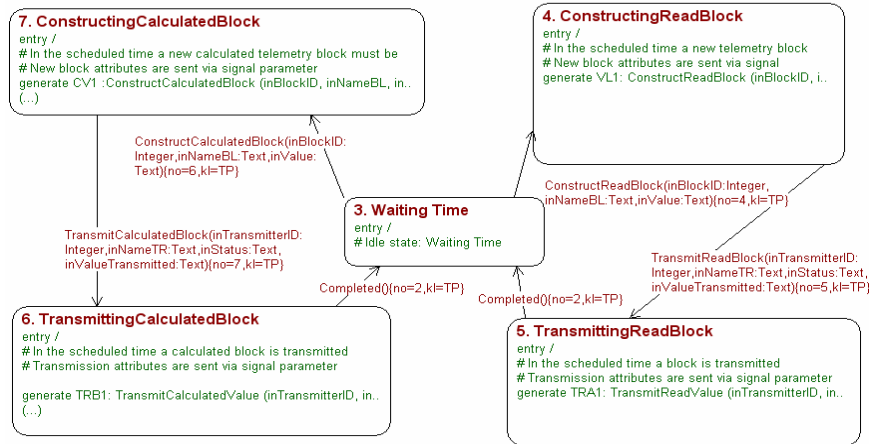 7. ConstructingCalculatedBlock
entry /
# In the scheduled time a new calculated telemetry block must be
# New block attributes are sent via signal parameter
generate CV1 :ConstructCalculatedBlock (inBlockID, inNameBL, in..
(...)
4. ConstructingReadBlock
entry /
# In the scheduled time a new telemetry block
# New block attributes are sent via signal
generate VL1: ConstructReadBlock (inBlockID, i..
ConstructCalculatedBlock(inBlockID:
Integer,inNameBL:Text,inValue:
Text){no=6,kl=TP}
ConstructReadBlock(inBlockID:Integer,
inNameBL:Text,inValue:Text){no=4,kl=TP}
3. Waiting Time
entry /
# Idle state: Waiting Time
TransmitCalculatedBlock(inTransmitterID:
Integer,inNameTR:Text,inStatus:Text,
inValueTransmitted:Text){no=7,kl=TP}
TransmitReadBlock(inTransmitterID:
Integer,inNameTR:Text,inStatus:Text,
inValueTransmitted:Text){no=5,kl=TP}
Completed(){no=2,kl=TP}
Completed(){no=2,kl=TP}
6. TransmittingCalculatedBlock
entry /
# In the scheduled time a calculated block is transmitted
# Transmission attributes are sent via signal parameter
generate TRB1: TransmitCalculatedValue (inTransmitterID, in..
(...)
5. TransmittingReadBlock
entry /
# In the scheduled time a block is transmitted
# Transmission attributes are sent via signal parameter
generate TRA1: TransmitReadValue (inTransmitterID, in..